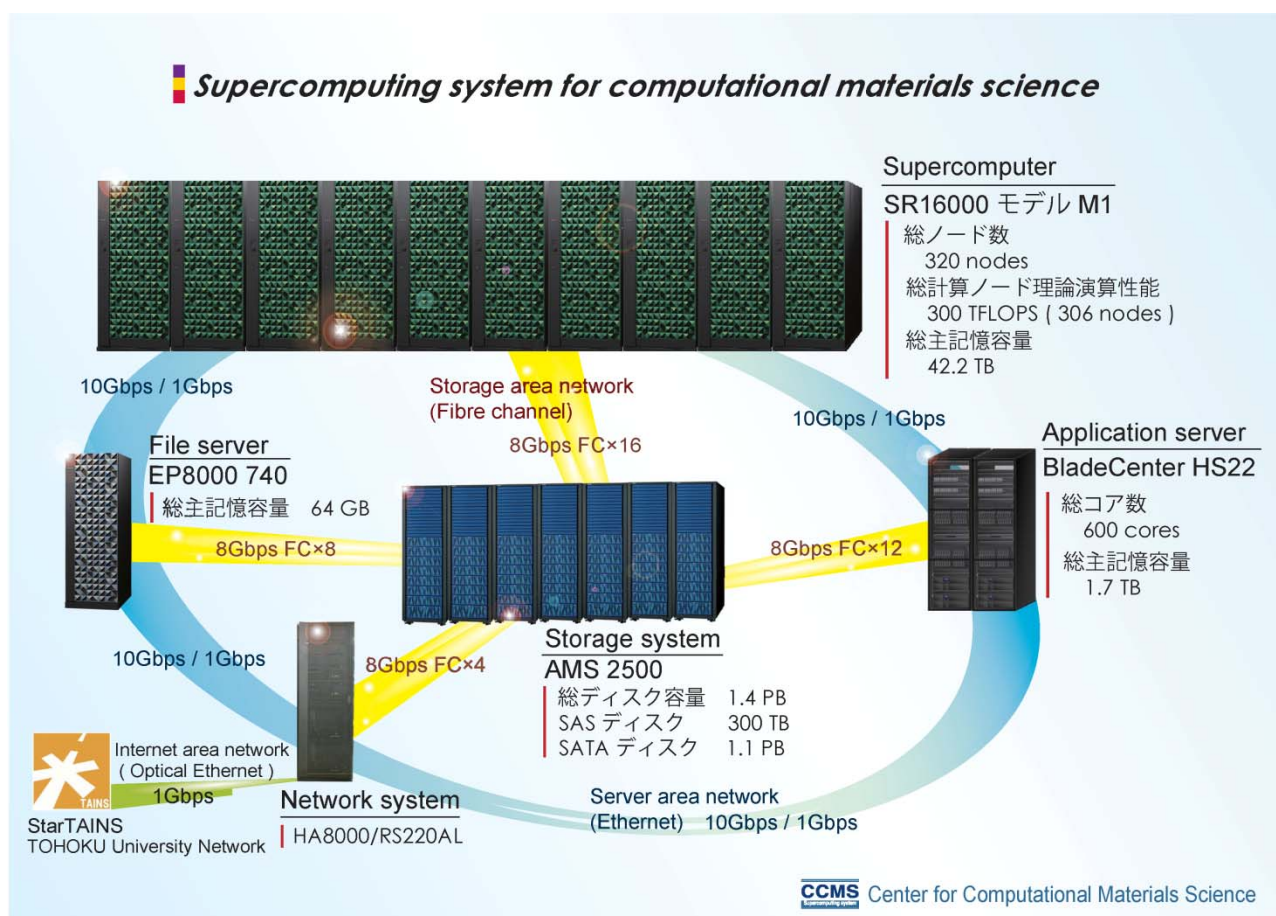 Supercomputing system for computational materials science
Supercomputer
SR16000 モデル M1
総ノード数
320 nodes
総計算ノード理論演算性能
300 TFLOPS ( 306 nodes )
総主記憶容量
42.2 TB
10Gbps / 1Gbps
Storage area network
(Fibre channel)
8Gbps FC×16
10Gbps / 1Gbps
File server
EP8000 740
総主記憶容量 64 GB
8Gbps FC×8
Application server
BladeCenter HS22
総コア数
600 cores
総主記憶容量
1.7 TB
8Gbps FC×12
10Gbps / 1Gbps
8Gbps FC×4
Storage system
AMS 2500
総ディスク容量 1.4 PB
SAS ディスク 300 TB
SATA ディスク 1.1 PB
Internet area network
( Optical Ethernet )
1Gbps
TAINS
StarTAINS
TOHOKU University Network
Network system
HA8000/RS220AL
Server area network
(Ethernet) 10Gbps / 1Gbps
CCMS Center for Computational Materials Science
Supercomputing system